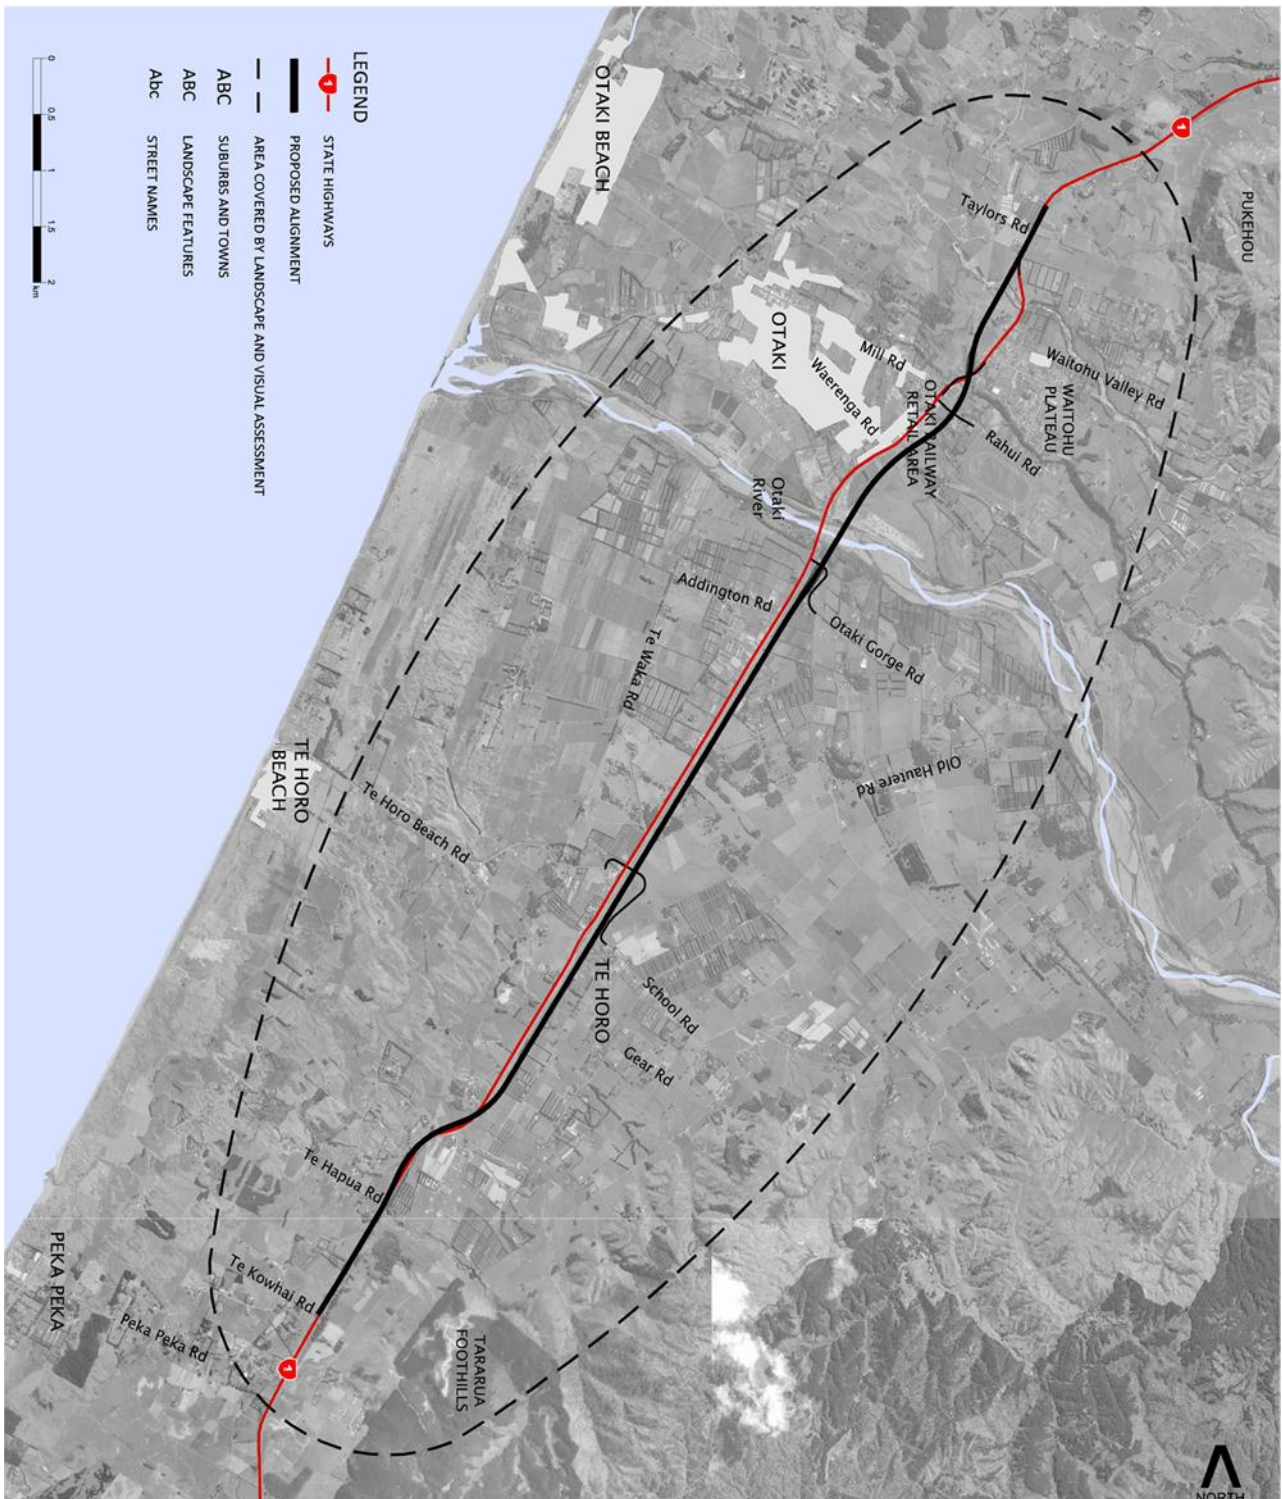 LEGEND
1
STATE HIGHWAYS
PROPOSED ALIGNMENT
AREA COVERED BY LANDSCAPE AND VISUAL ASSESSMENT
ABC
SUBURBS AND TOWNS
ABC
LANDSCAPE FEATURES
Abc
STREET NAMES
0
0.5
1
1.5
2
km
OTAKI BEACH
1
PUKEHOU
Taylors Rd
OTAKI
Mill Rd
Waerenga Rd
Waitohu Valley Rd
WAITOHU
PLATEAU
OTAKI RAILWAY
RETAIL AREA
Rahui Rd
Otaki
River
Addington Rd
Otaki Gorge Rd
Te Waka Rd
Old Hautere Rd
TE HORO
BEACH
Te Horo Beach Rd
TE HORO
School Rd
Gear Rd
Te Hapua Rd
Te Kowhai Rd
PEKA PEKA
Peka Peka Rd
1
TARARUA
FOOTHILLS
NORTH